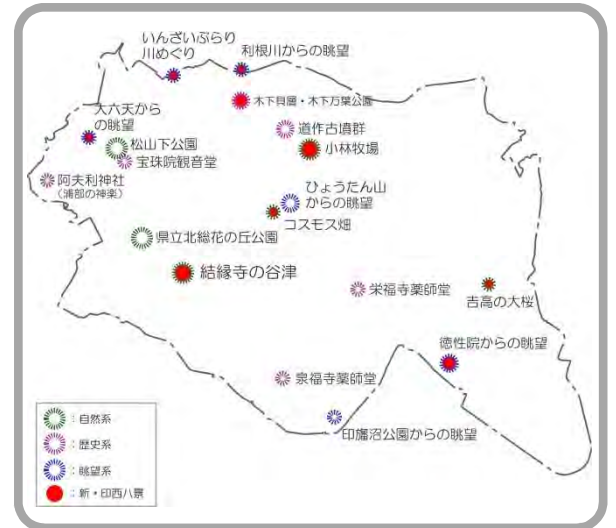 いんざいぶらり
川めぐり
利根川からの眺望
木下貝層・木下万葉公園
大六天から
の眺望
道作古墳群
松山下公園
小林牧場
宝珠院観音堂
阿夫利神社
(浦部の神楽)
ひょうたん山
からの眺望
コスモス畑
県立北総花の丘公園
結縁寺の谷津
栄福寺薬師堂
吉高の大桜
徳性院からの眺望
泉福寺薬師堂
印旛沼公園からの眺望
:自然系
:歴史系
:眺望系
:新・印西八景